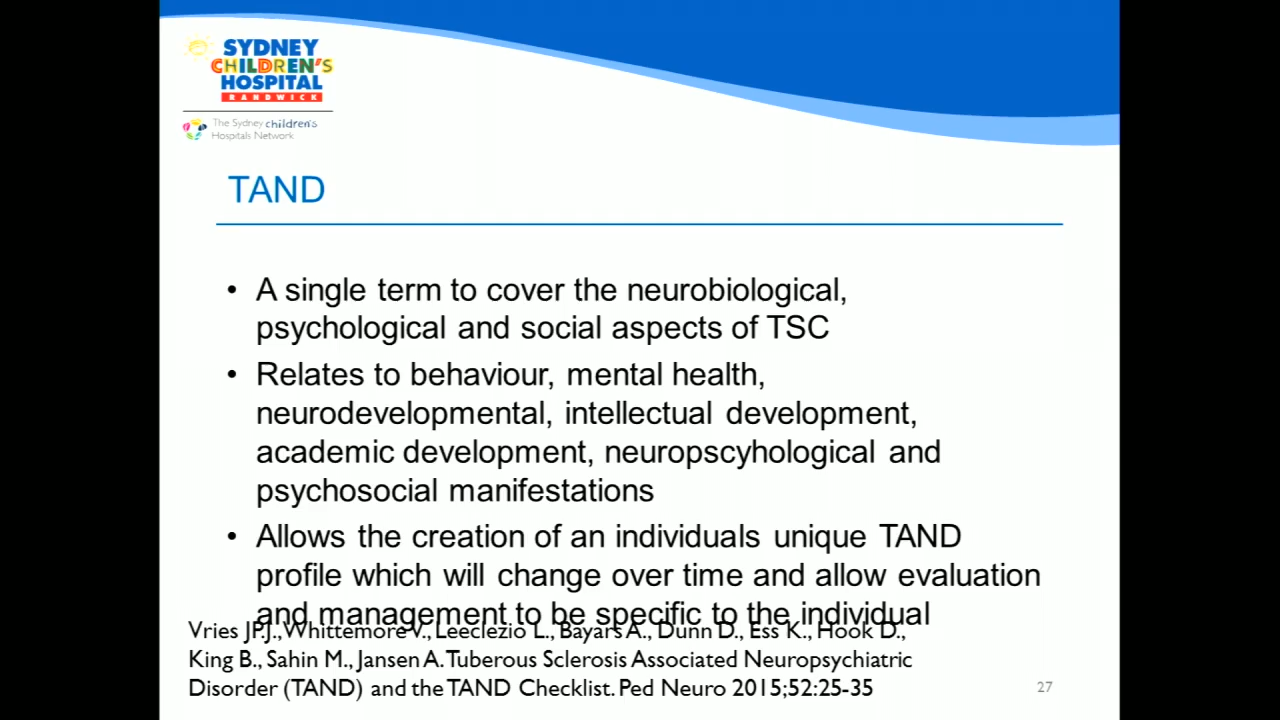 SYDNEY
CHILDREN'S
HOSPITAL
RANDWICK
The Sydney children's
Hospitals Network
TAND
• A single term to cover the neurobiological,
psychological and social aspects of TSC
• Relates to behaviour, mental health,
neurodevelopmental, intellectual development,
academic development, neuropscyhological and
psychosocial manifestations
• Allows the creation of an individuals unique TAND
profile which will change over time and allow evaluation
and management to be specific to the individual
Vries JP.J., Whittemore V., Leeclezio L., Bayars A., Dunn D., Ess K., Hook D.,
King B., Sahin M., Jansen A. Tuberous Sclerosis Associated Neuropsychiatric
Disorder (TAND) and the TAND Checklist. Ped Neuro 2015;52:25-35
27